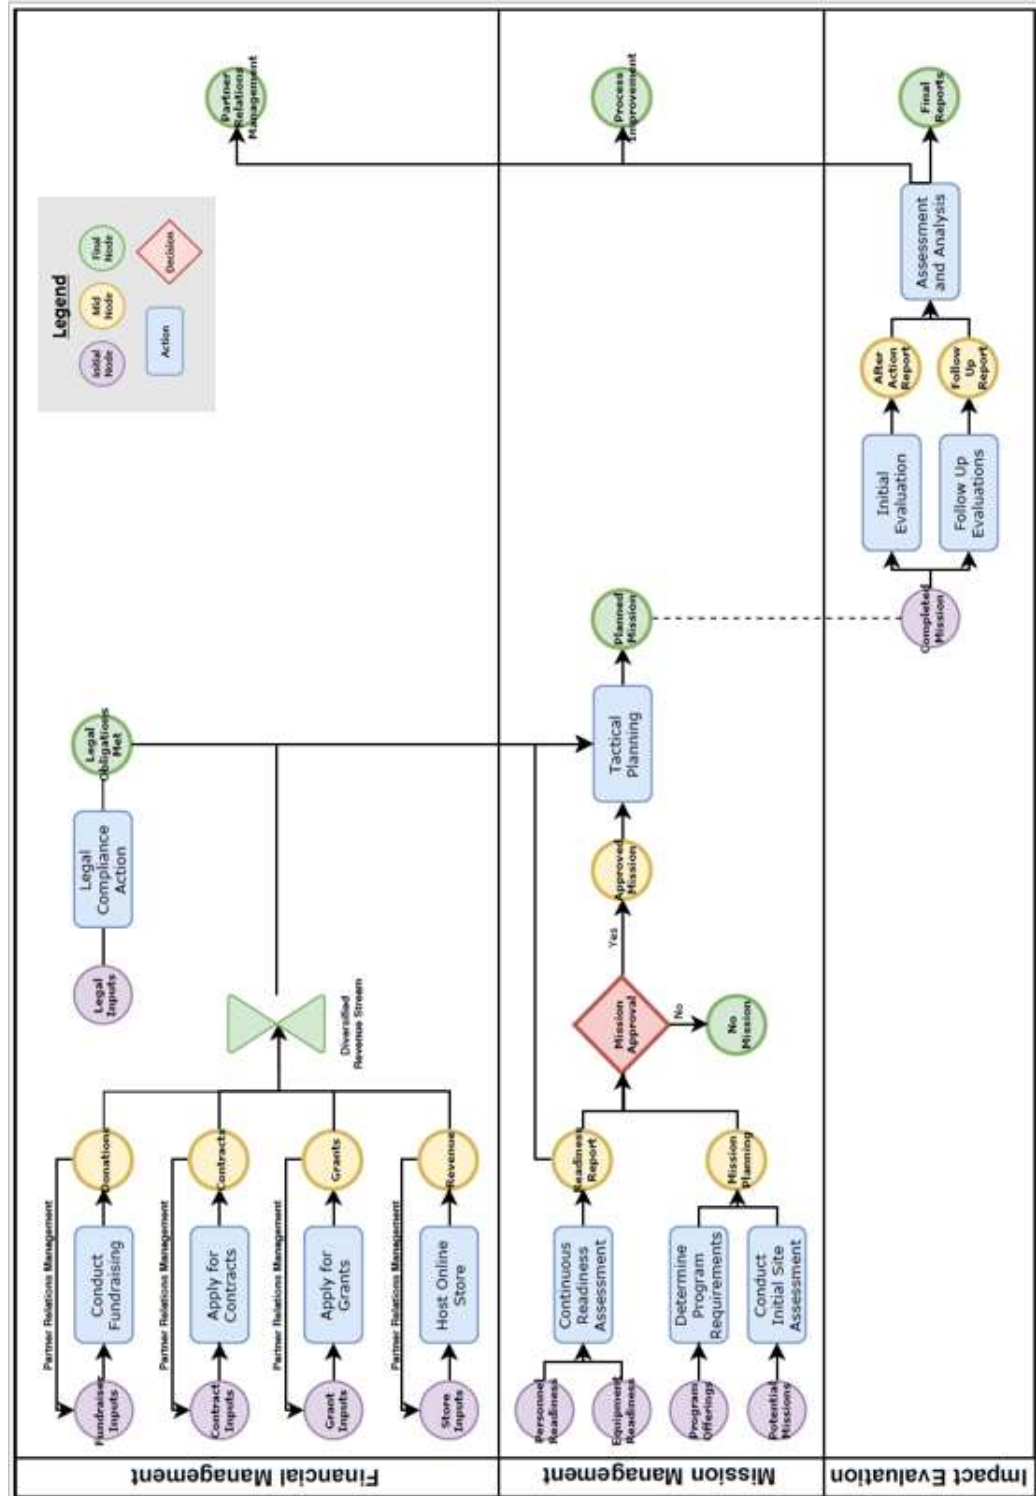 Financial Management
Fundraiser
Inputs
Partner Relations Management
Conduct
Fundraising
Donations
Contract
Inputs
Partner Relations Management
Apply for
Contracts
Contracts
Grant
Inputs
Partner Relations Management
Apply for
Grants
Grants
Store
Inputs
Partner Relations Management
Host Online
Store
Revenue
Diversified
Revenue Stream
Legal
Inputs
Legal
Compliance
Action
Legal
Obligations
Met
Legend
Initial
Node
Mid
Node
Final
Node
Action
Decision
Partner
Relations
Management
Mission Management
Personnel
Readiness
Equipment
Readiness
Continuous
Readiness
Assessment
Readiness
Report
Program
Offerings
Determine
Program
Requirements
Potential
Missions
Conduct
Initial Site
Assessment
Mission
Planning
Mission
Approval
No
No
Mission
Yes
Approved
Mission
Tactical
Planning
Planned
Mission
Process
Improvement
Impact Evaluation
Completed
Mission
Initial
Evaluation
After
Action
Report
Follow Up
Evaluations
Follow
Up
Report
Assessment
and Analysis
Final
Reports